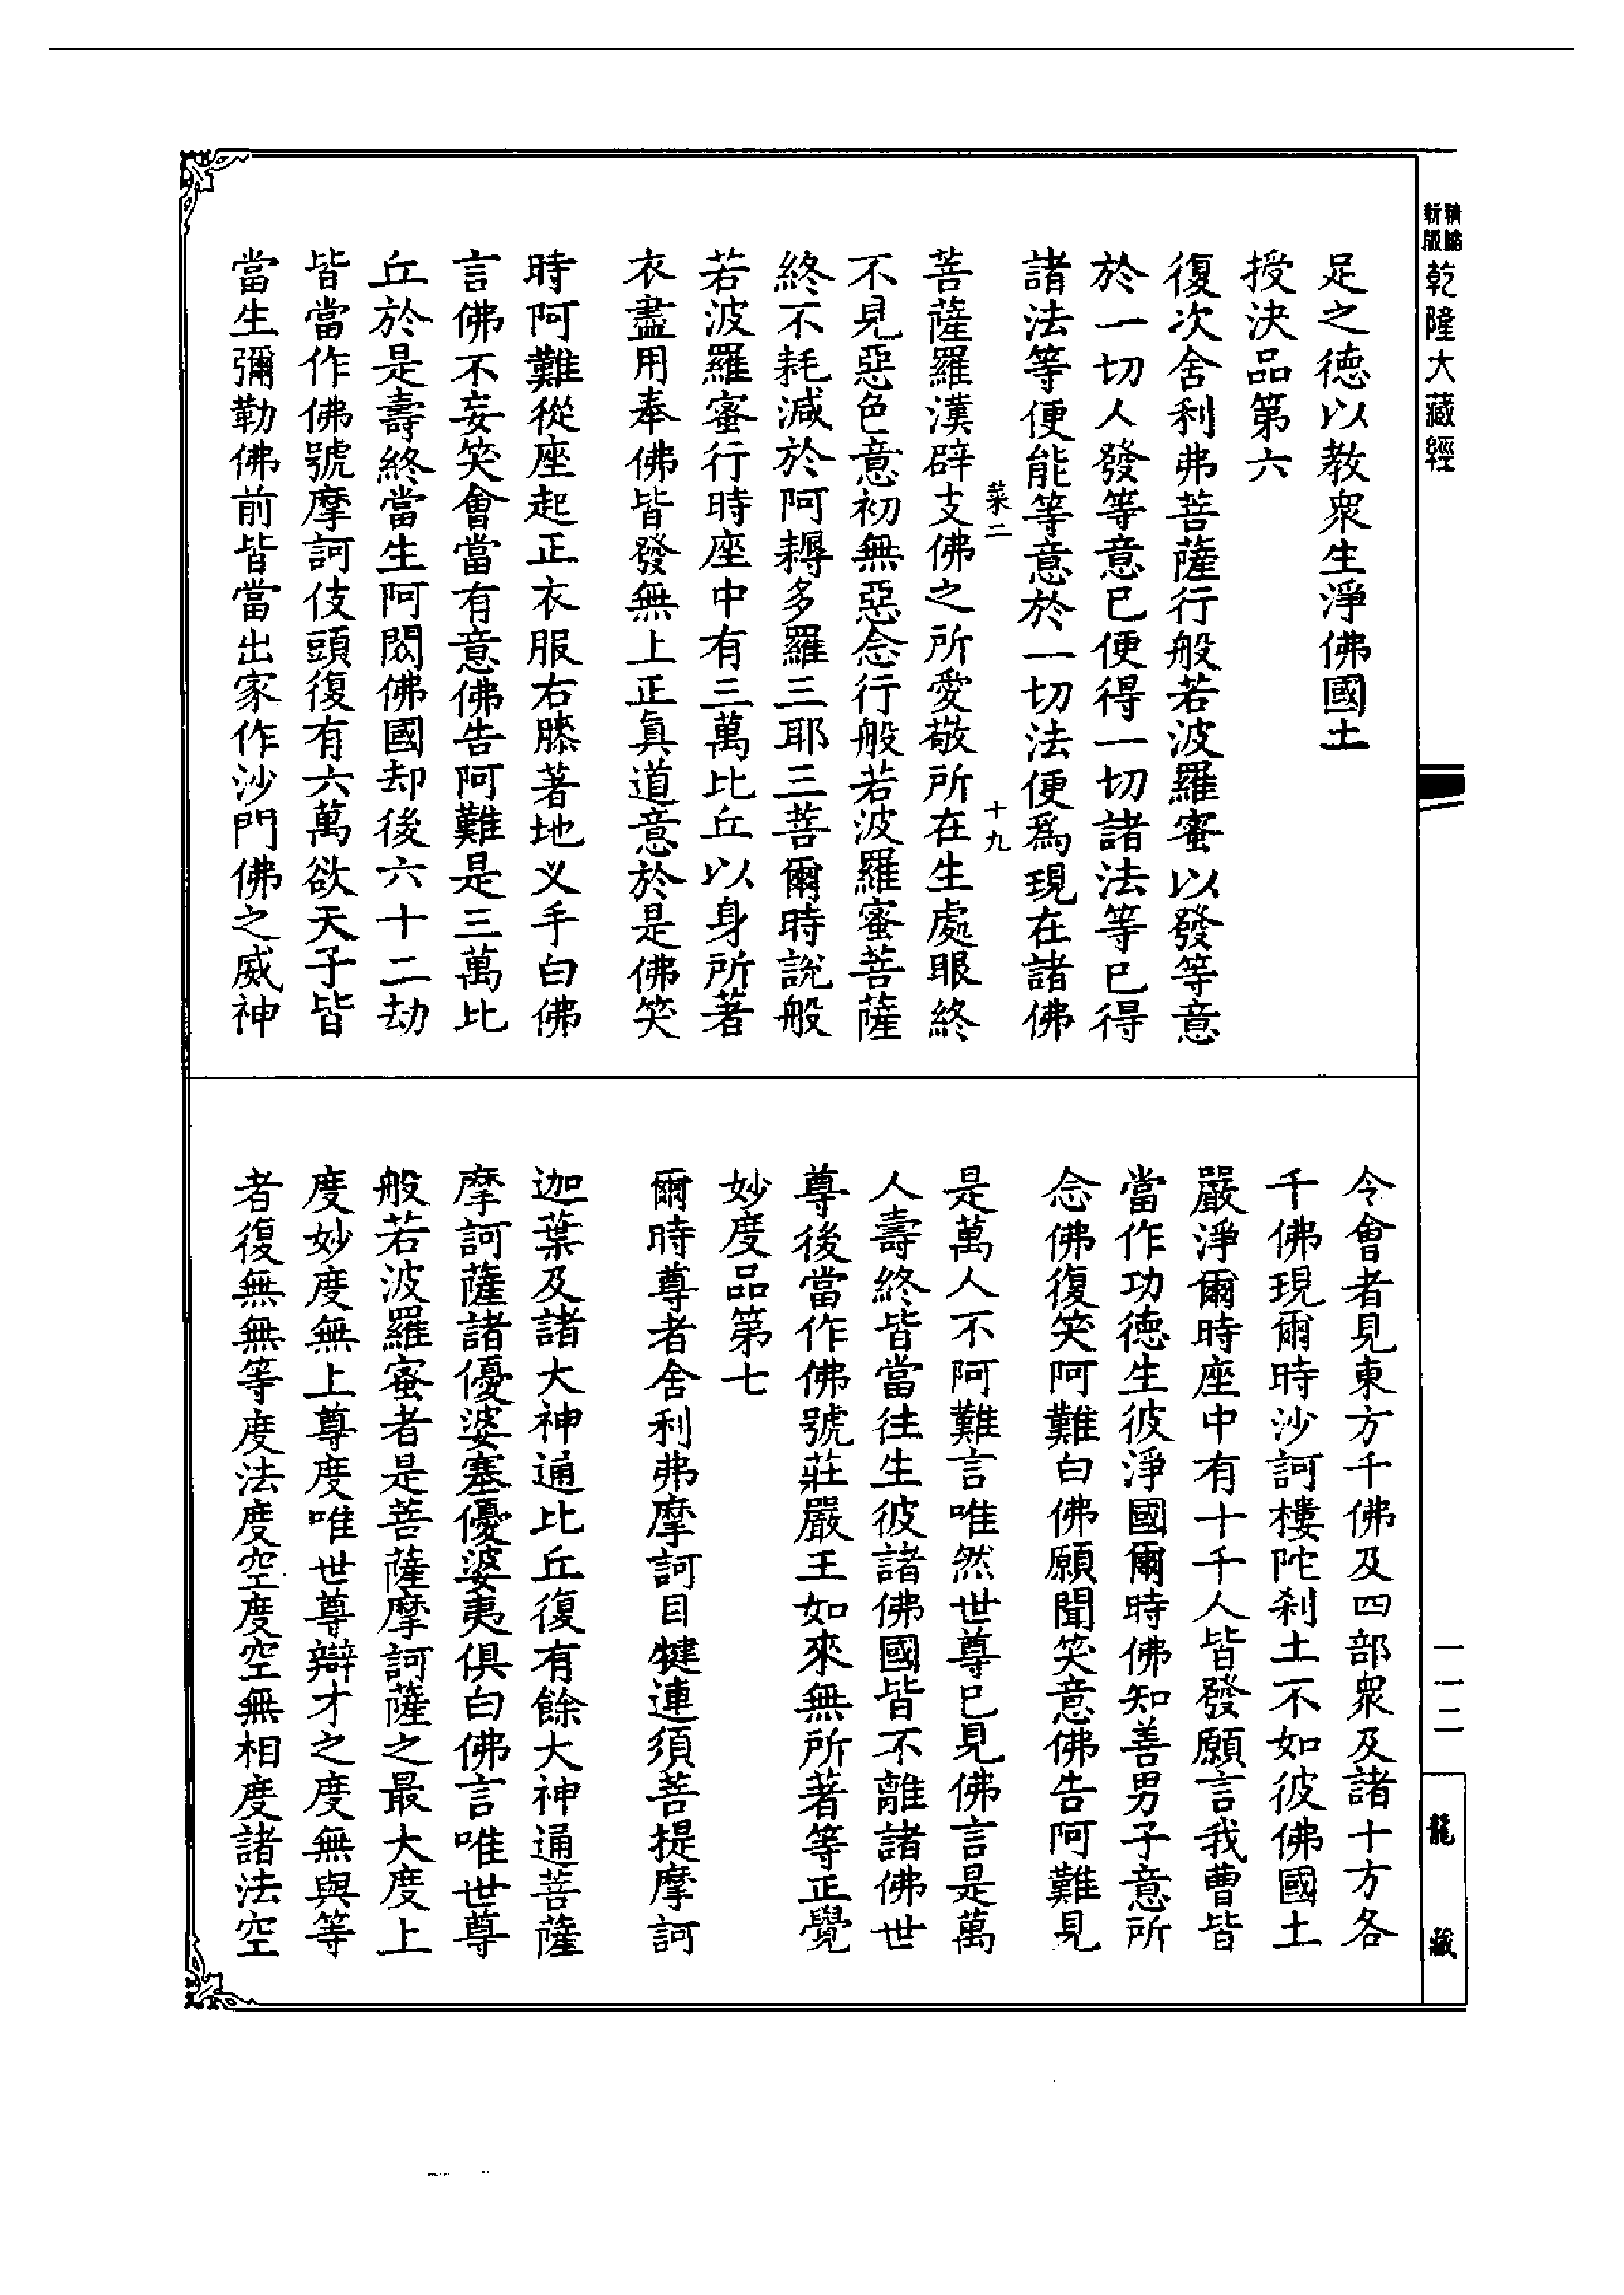 新版 精縮
乾隆大藏經
足之德以教衆生淨佛國土
授決品第六
復次舍利弗菩薩行般若波羅蜜以發等意
於一切人發等意已便得一切諸法等已得
諸法等便能等意於一切法便爲現在諸佛
菜二 十九
菩薩羅漢辟支佛之所愛敬所在生處眼終
不見惡色意初無惡念行般若波羅蜜菩薩
終不耗減於阿耨多羅三耶三菩爾時說般
若波羅蜜行時座中有三萬比丘以身所著
衣盡用奉佛皆發無上正眞道意於是佛笑
時阿難從座起正衣服右膝著地叉手白佛
言佛不妄笑會當有意佛告阿難是三萬比
丘於是壽終當生阿閦佛國却後六十二劫
皆當作佛號摩訶伎頭復有六萬欲天子皆
當生彌勒佛前皆當出家作沙門佛之威神
令會者見東方千佛及四部衆及諸十方各
千佛現爾時沙訶樓陀刹土不如彼佛國土
嚴淨爾時座中有十千人皆發願言我曹皆
當作功德生彼淨國爾時佛知善男子意所
念佛復笑阿難白佛願聞笑意佛告阿難見
是萬人不阿難言唯然世尊已見佛言是萬
人壽終皆當往生彼諸佛國皆不離諸佛世
尊後當作佛號莊嚴王如來無所著等正覺
妙度品第七
爾時尊者舍利弗摩訶目犍連須菩提摩訶
迦葉及諸大神通比丘復有餘大神通菩薩
摩訶薩諸優婆塞優婆夷俱白佛言唯世尊
般若波羅蜜者是菩薩摩訶薩之最大度上
度妙度無上尊度唯世尊辯才之度無與等
者復無無等度法度空度空無相度諸法空
一一二
龍藏